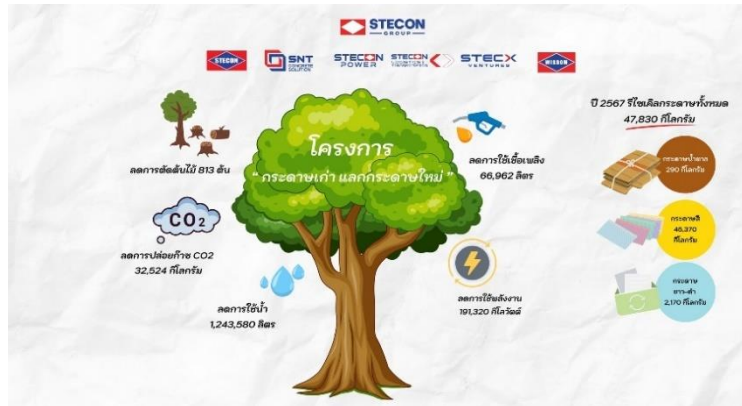 STECON
GROUP
STECON
SNT
CONCRETE
SOLUTION
STECON
POWER
STECON
STECX
VENTURES
WISDOM
โครงการ
“ กระดาษเก่า แลกกระดาษใหม่ ”
ลดการตัดต้นไม้ 813 ต้น
CO2
ลดการปล่อยก๊าซ CO2
32,524 กิโลกรัม
ลดการใช้น้ำ
1,243,580 ลิตร
ลดการใช้เชื้อเพลิง
66,962 ลิตร
ลดการใช้พลังงาน
191,320 กิโลวัตต์
ปี 2567 รีไซเคิลกระดาษทั้งหมด
47,830 กิโลกรัม
กระดาษน้ำตาล
290 กิโลกรัม
กระดาษสี
45,370
กิโลกรัม
กระดาษ
ขาว-ดำ
2,170 กิโลกรัม